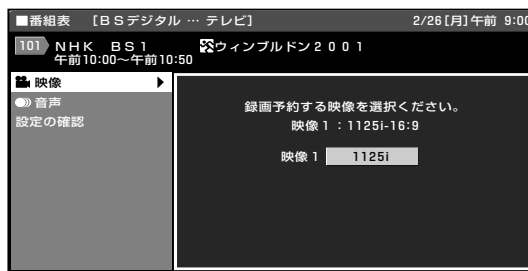 ■番組表 [BSデジタル … テレビ] 2/26[月]午前 9:00
101 NHK BS1 ウィンブルドン2001
午前10:00〜午前10:50
映像
音声
設定の確認
録画予約する映像を選択ください。
映像1:1125i-16:9
映像1 1125i